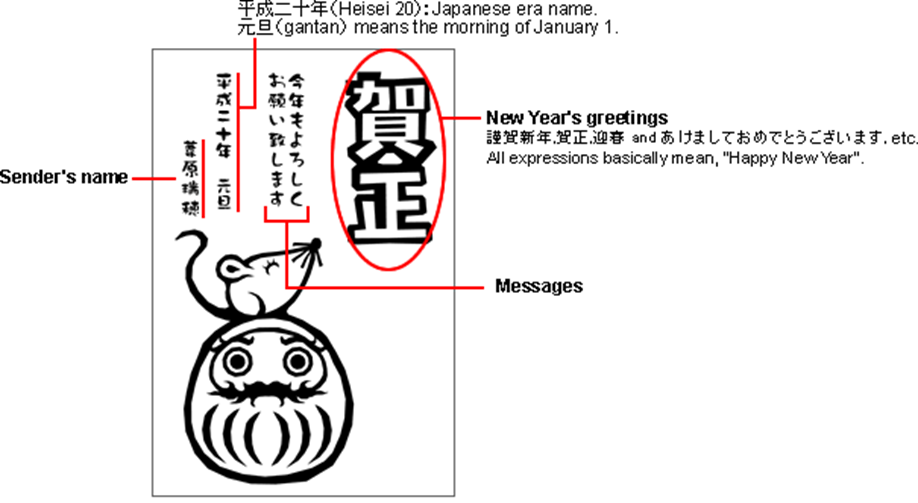 平成二十年(Heisei 20): Japanese era name.
元旦(gantan) means the morning of January 1.
賀正
今年もよろしく
お願い致します
平成二十年 元旦
葦原瑞穂
New Year's greetings
謹賀新年,賀正,迎春 and あけましておめでとうございます, etc.
All expressions basically mean, "Happy New Year".
Sender's name
Messages